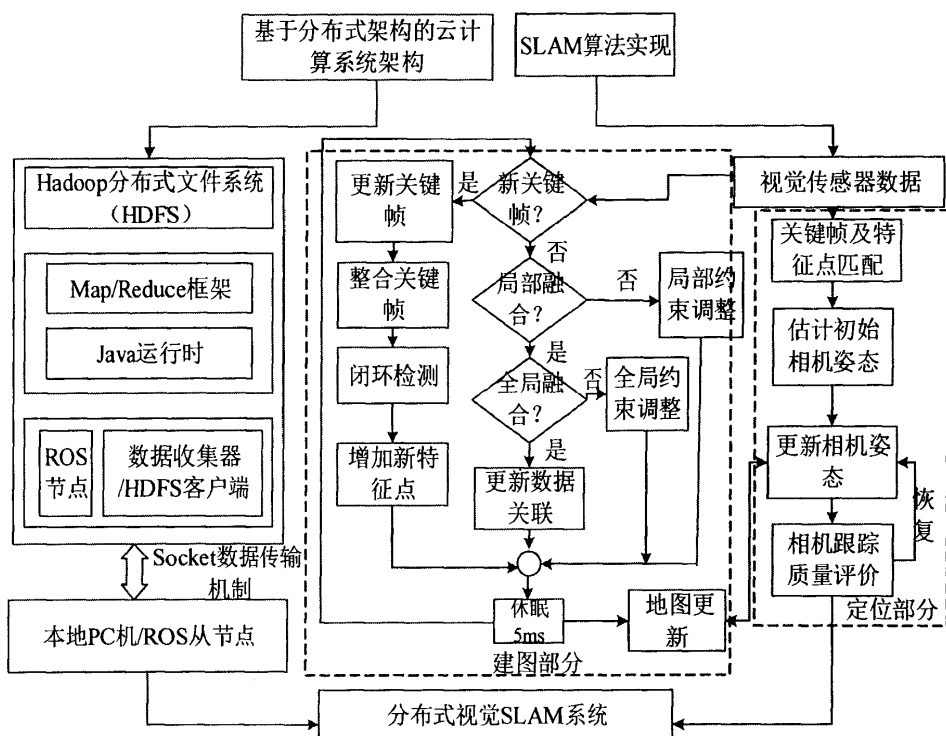 基于分布式架构的云计
算系统架构
SLAM算法实现
Hadoop分布式文件系统
（HDFS）
Map/Reduce框架
Java运行时
ROS
节点
数据收集器
/HDFS客户端
Socket数据传输
机制
本地PC机/ROS从节点
更新关键
帧
是
新关键
帧？
否
整合关键
帧
局部融
合？
否
局部约
束调整
是
闭环检测
全局融
合？
否
全局约
束调整
是
增加新特
征点
更新数据
关联
休眠
5ms
地图更
新
建图部分
视觉传感器数据
关键帧及特
征点匹配
估计初始
相机姿态
更新相机姿
态
恢复
相机跟踪
质量评价
定位部分
分布式视觉SLAM系统